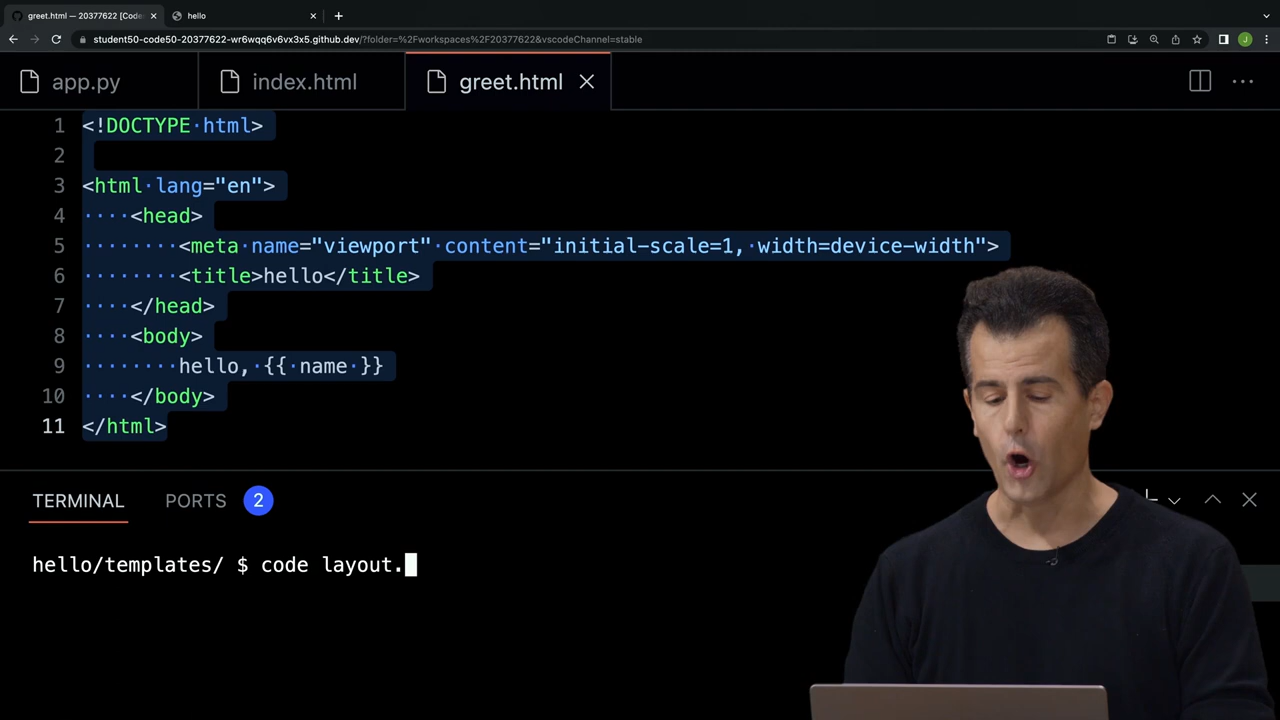 greet.html — 20377622 [Code
hello
student50-code50-20377622-wr6wqq6v6vx3x5.github.dev/?folder=%2Fworkspaces%2F20377622&vscodeChannel=stable
J
app.py
index.html
greet.html
1 <!DOCTYPE·html>
2
3 <html·lang="en">
4 ····<head>
5 ········<meta·name="viewport"·content="initial-scale=1,·width=device-width">
6 ········<title>hello</title>
7 ····</head>
8 ····<body>
9 ········hello,·{{·name·}}
10 ····</body>
11 </html>
TERMINAL
PORTS 2
hello/templates/ $ code layout.